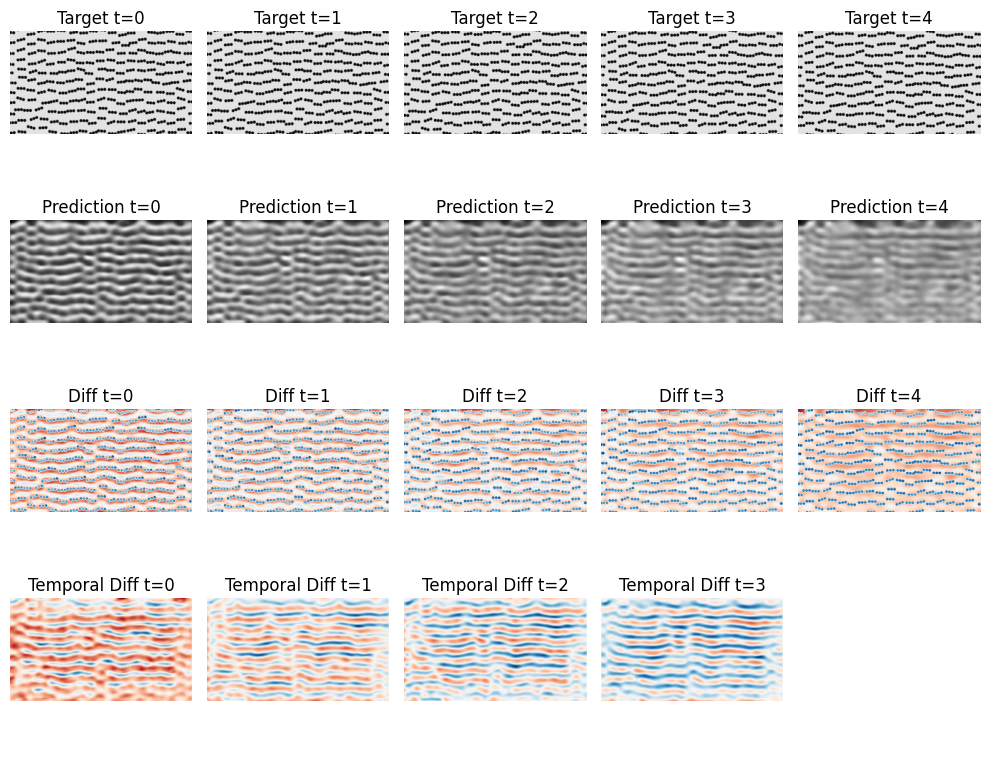 Target t=0 Target t=1 Target t=2 Target t=3 Target t=4
Prediction t=0 Prediction t=1 Prediction t=2 Prediction t=3 Prediction t=4
Diff t=0 Diff t=1 Diff t=2 Diff t=3 Diff t=4
Temporal Diff t=0 Temporal Diff t=1 Temporal Diff t=2 Temporal Diff t=3